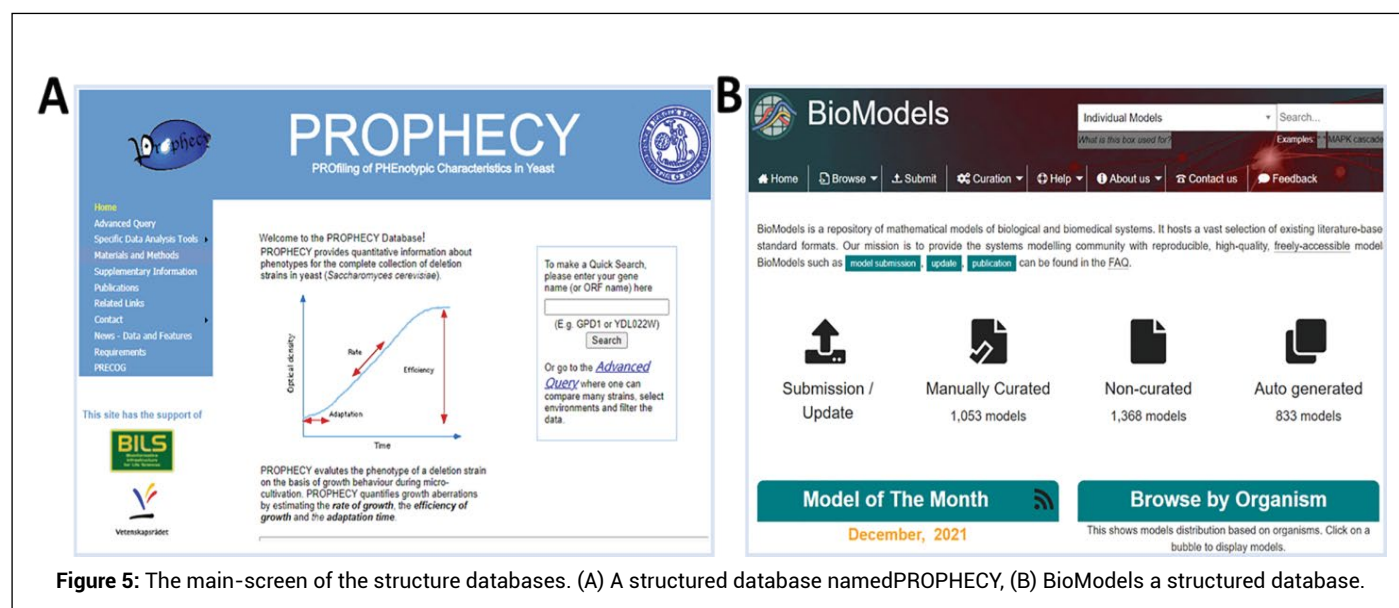 A
Prophecy
PROPHECY
PROfiling of PHEnotypic Characteristics in Yeast
Home
Advanced Query
Specific Data Analysis Tools
Materials and Methods
Supplementary Information
Publications
Related Links
Contact
News - Data and Features
Requirements
PRECOG
This site has the support of
BILS
Vetenskapsrådet
Welcome to the PROPHECY Database!
PROPHECY provides quantitative information about
phenotypes for the complete collection of deletion
strains in yeast (Saccharomyces cerevisiae).
Optical density
Rate
Efficiency
Adaptation
Time
PROPHECY evalutes the phenotype of a deletion strain
on the basis of growth behaviour during micro-
cultivation. PROPHECY quantifies growth aberrations
by estimating the rate of growth, the efficiency of
growth and the adaptation time.
To make a Quick Search,
please enter your gene
name (or ORF name) here
(E.g. GPD1 or YDL022W)
Search
Or go to the Advanced
Query where one can
compare many strains, select
environments and filter the
data.
B
BioModels
Individual Models
Search...
What is this box used for?
Examples: * MAPK cascade
Home
Browse
Submit
Curation
Help
About us
Contact us
Feedback
BioModels is a repository of mathematical models of biological and biomedical systems. It hosts a vast selection of existing literature-base
standard formats. Our mission is to provide the systems modelling community with reproducible, high-quality, freely-accessible model
BioModels such as model submission , update , publication can be found in the FAQ.
Submission /
Update
Manually Curated
1,053 models
Non-curated
1,368 models
Auto generated
833 models
Model of The Month
December, 2021
Browse by Organism
This shows models distribution based on organisms. Click on a
bubble to display models.
Figure 5: The main-screen of the structure databases. (A) A structured database namedPROPHECY, (B) BioModels a structured database.